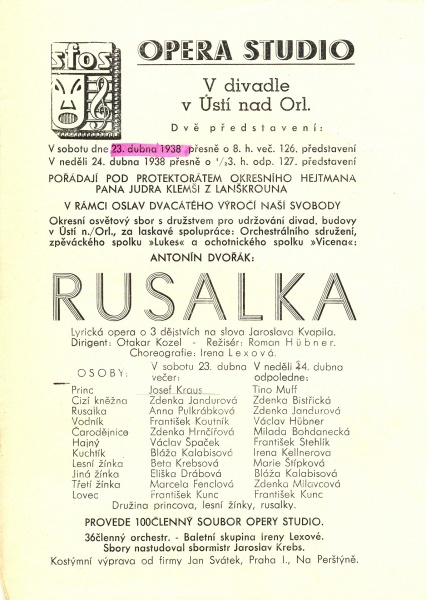 sfos
OPERA STUDIO
V divadle
v Ústí nad Orl.
Dvě představení:
V sobotu dne 23. dubna 1938 přesně o 8. h. več. 126. představení
V neděli 24. dubna 1938 přesně o ½3. h. odp. 127. představení
POŘÁDAJÍ POD PROTEKTORÁTEM OKRESNÍHO HEJTMANA
PANA JUDRA KLEMŠI Z LANŠKROUNA
V RÁMCI OSLAV DVACÁTÉHO VÝROČÍ NAŠÍ SVOBODY
Okresní osvětový sbor s družstvem pro udržování divad. budovy
v Ústí n./Orl., za laskavé spolupráce: Orchestrálního sdružení,
zpěváckého spolku „Lukes" a ochotnického spolku „Vicena":
ANTONÍN DVOŘÁK:
RUSALKA
Lyrická opera o 3 dějstvích na slova Jaroslava Kvapila.
Dirigent: Otakar Kozel - Režisér: Roman Hübner.
Choreografie: Irena Lexová.
OSOBY: V sobotu 23. dubna večer: V neděli 24. dubna odpoledne:
Princ Josef Kraus Tino Muff
Cizí kněžna Zdenka Jandurová Zdenka Bistřická
Rusalka Anna Pulkrábková Zdenka Jandurová
Vodník František Koutník Václav Hübner
Čarodějnice Zdenka Hrnčířová Milada Bohdanecká
Hajný Václav Špaček František Stehlík
Kuchtík Bláža Kalabisová Irena Kellnerova
Lesní žínka Beta Krebsová Marie Štípková
Jiná žínka Eliška Drábová Bláža Kalabisová
Třetí žínka Marcela Fenclová Zdenka Milavcová
Lovec František Kunc František Kunc
Družina princova, lesní žínky, rusalky.
PROVEDE 100ČLENNÝ SOUBOR OPERY STUDIO.
36členný orchestr. - Baletní skupina Ireny Lexové.
Sbory nastudoval sbormistr Jaroslav Krebs.
Kostýmní výprava od firmy Jan Svátek, Praha I., Na Perštýně.